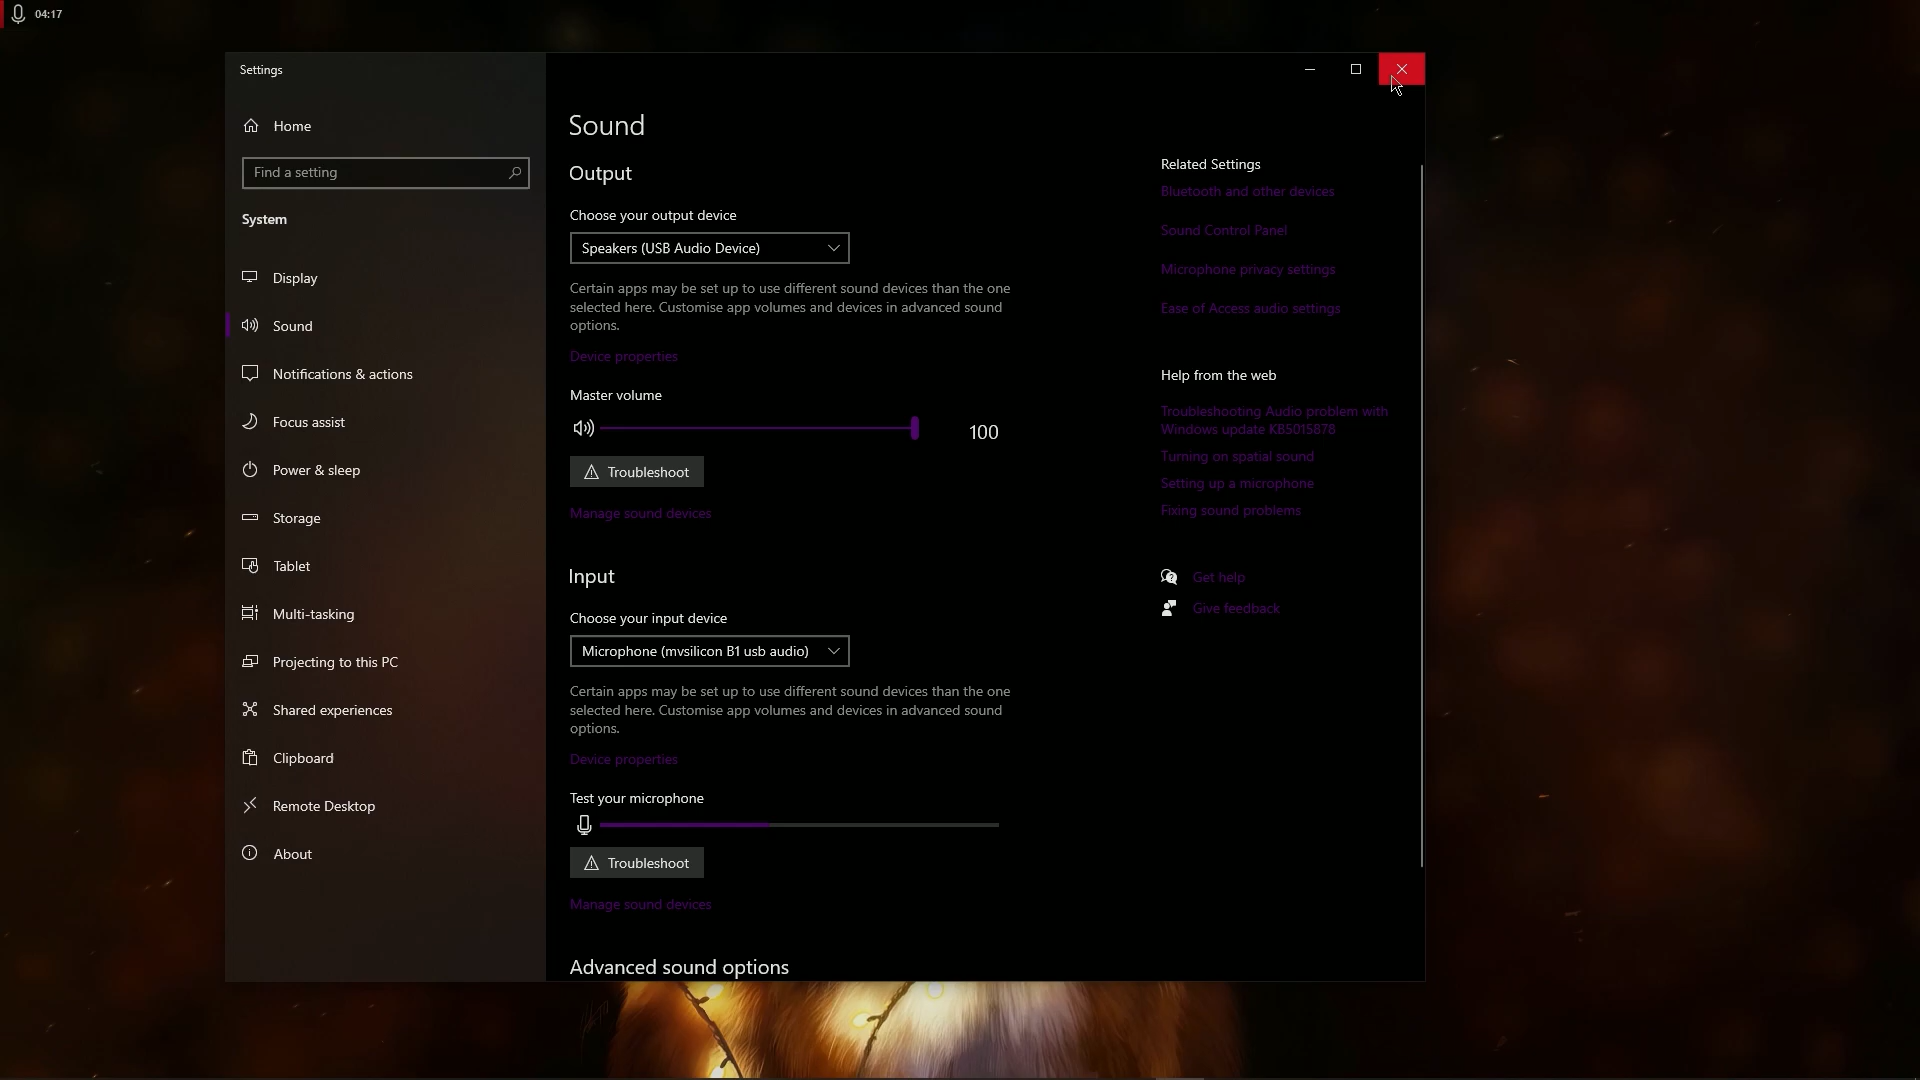 04:17
Settings
Home
Find a setting
System
Display
Sound
Notifications & actions
Focus assist
Power & sleep
Storage
Tablet
Multi-tasking
Projecting to this PC
Shared experiences
Clipboard
Remote Desktop
About
Sound
Output
Choose your output device
Speakers (USB Audio Device)
Certain apps may be set up to use different sound devices than the one
selected here. Customise app volumes and devices in advanced sound
options.
Device properties
Master volume
100
Troubleshoot
Manage sound devices
Input
Choose your input device
Microphone (mvsilicon B1 usb audio)
Certain apps may be set up to use different sound devices than the one
selected here. Customise app volumes and devices in advanced sound
options.
Device properties
Test your microphone
Troubleshoot
Manage sound devices
Advanced sound options
Related Settings
Bluetooth and other devices
Sound Control Panel
Microphone privacy settings
Ease of Access audio settings
Help from the web
Troubleshooting Audio problem with
Windows update KB5015878
Turning on spatial sound
Setting up a microphone
Fixing sound problems
Get help
Give feedback